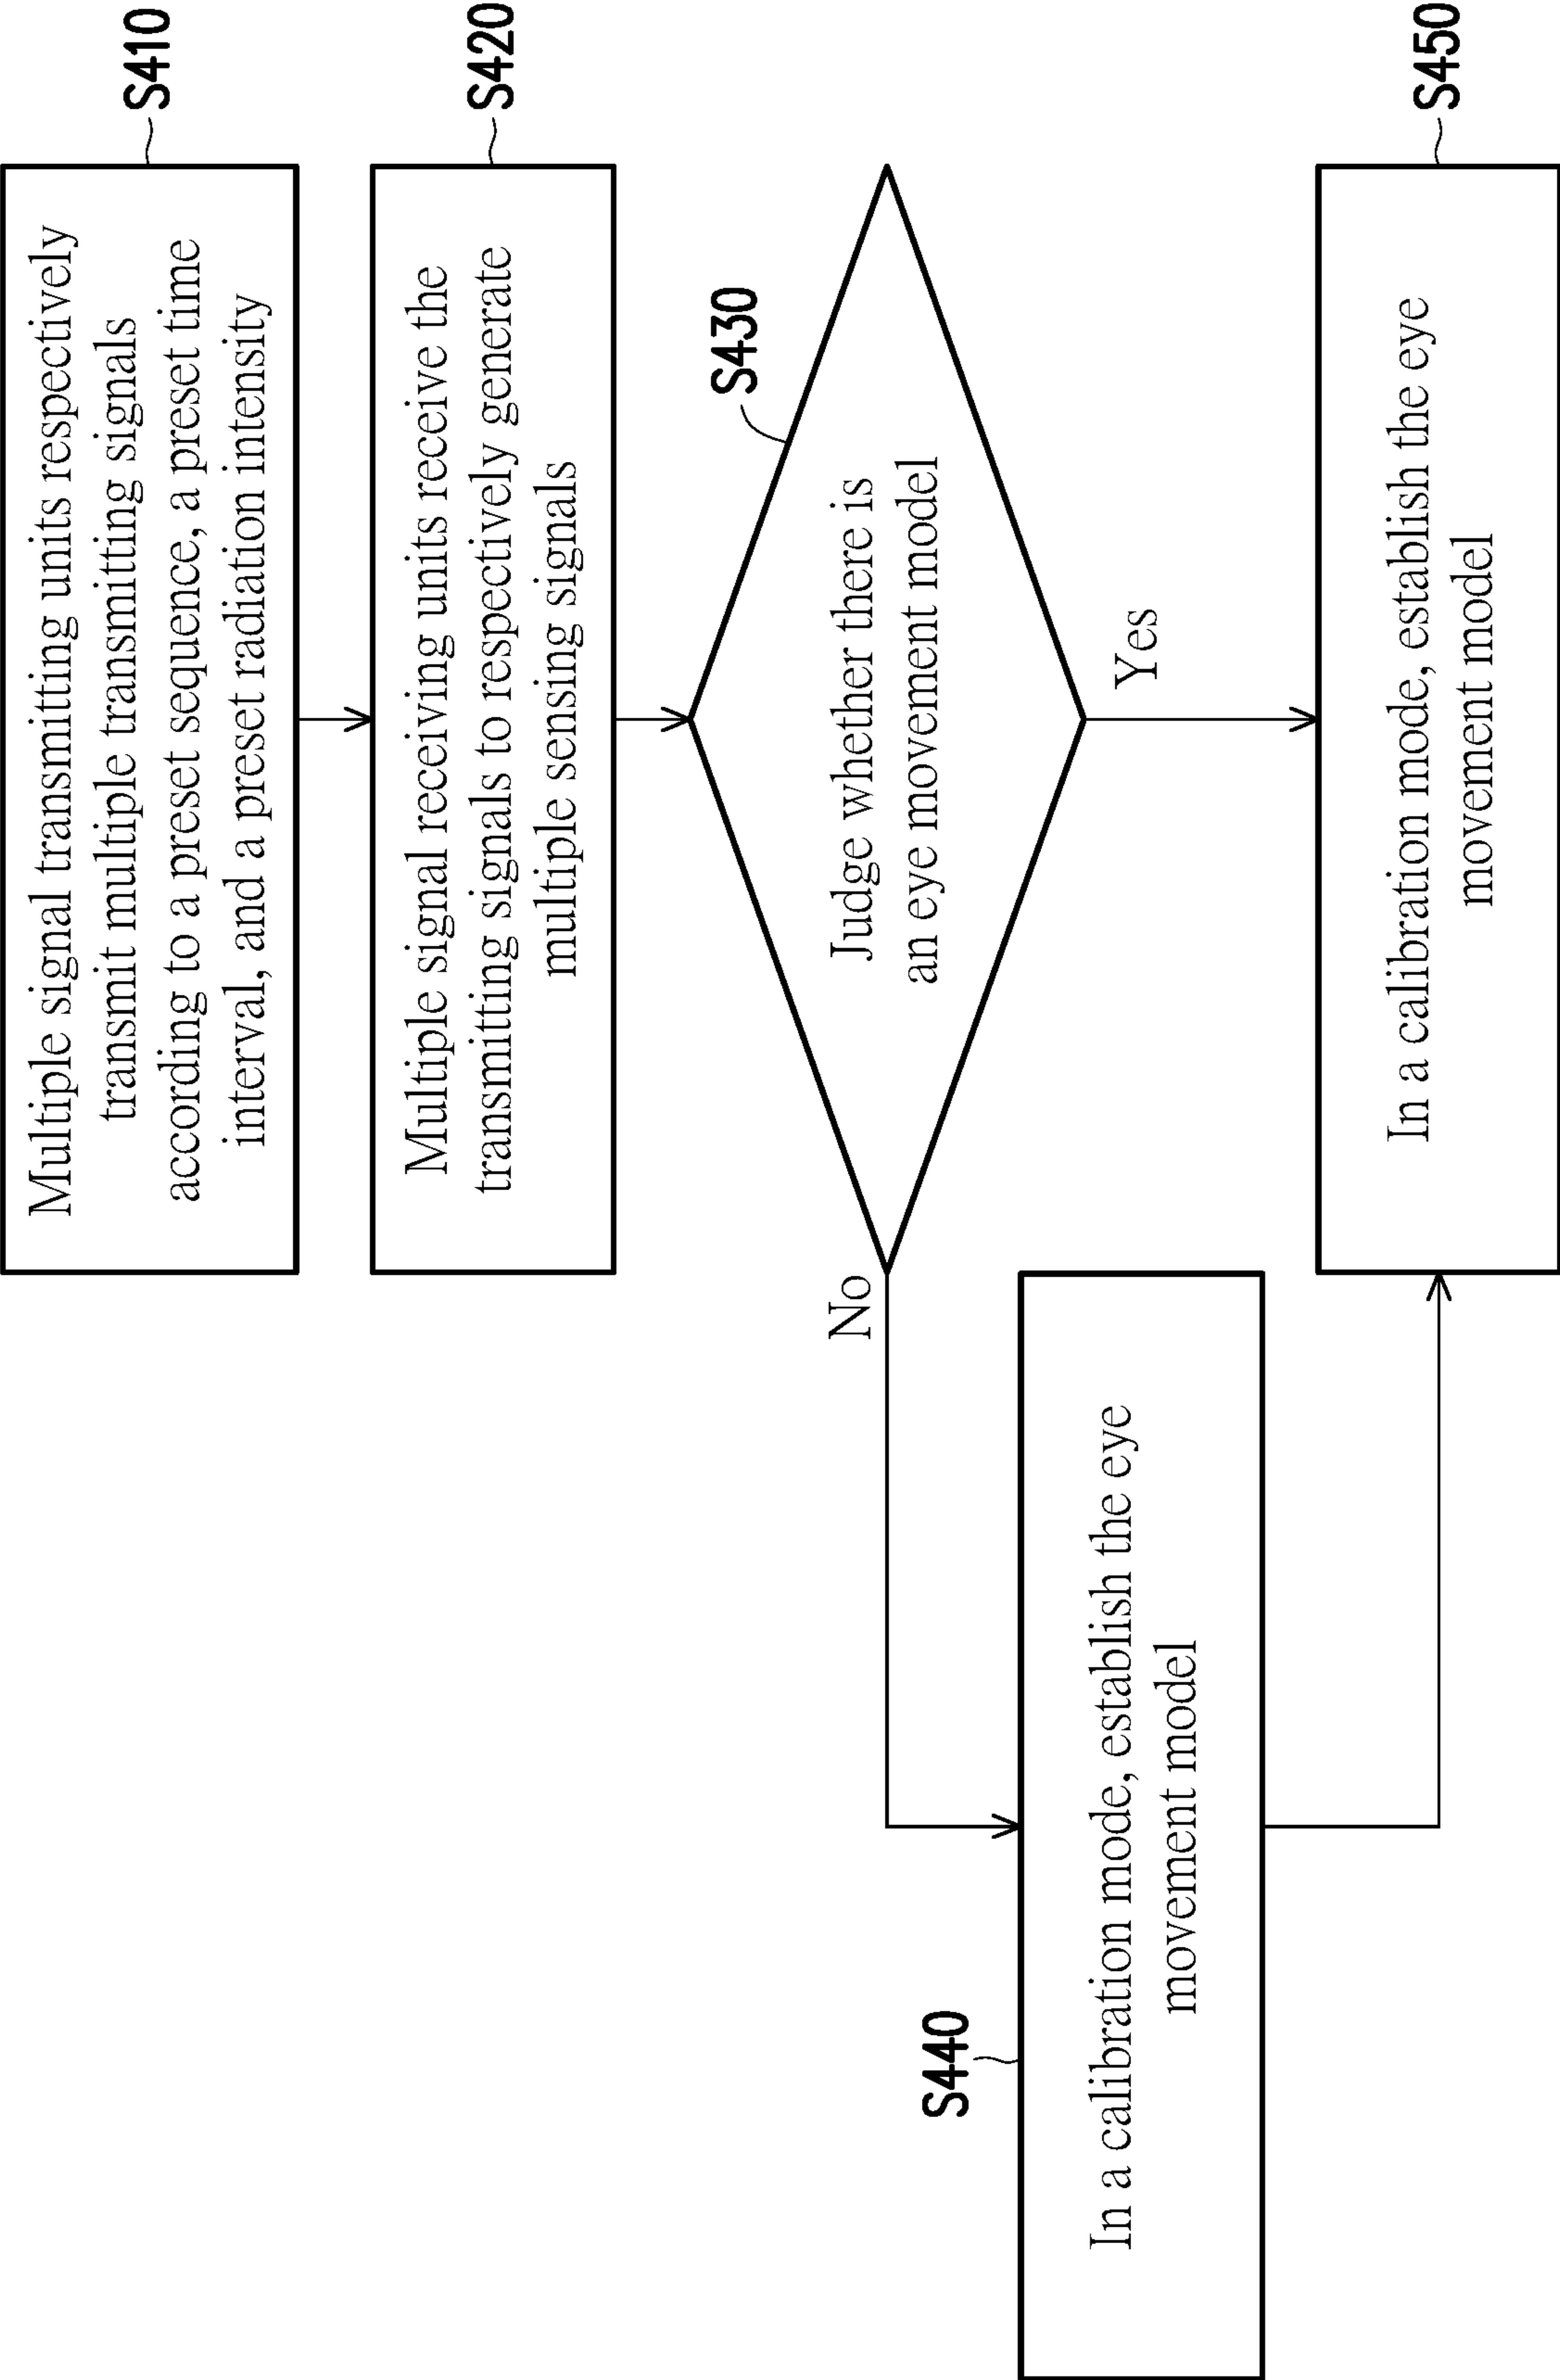 Multiple signal transmitting units respectively
transmit multiple transmitting signals
according to a preset sequence, a preset time
interval, and a preset radiation intensity
S410
Multiple signal receiving units receive the
transmitting signals to respectively generate
multiple sensing signals
S420
Judge whether there is
an eye movement model
S430
No
Yes
In a calibration mode, establish the eye
movement model
S440
In a calibration mode, establish the eye
movement model
S450